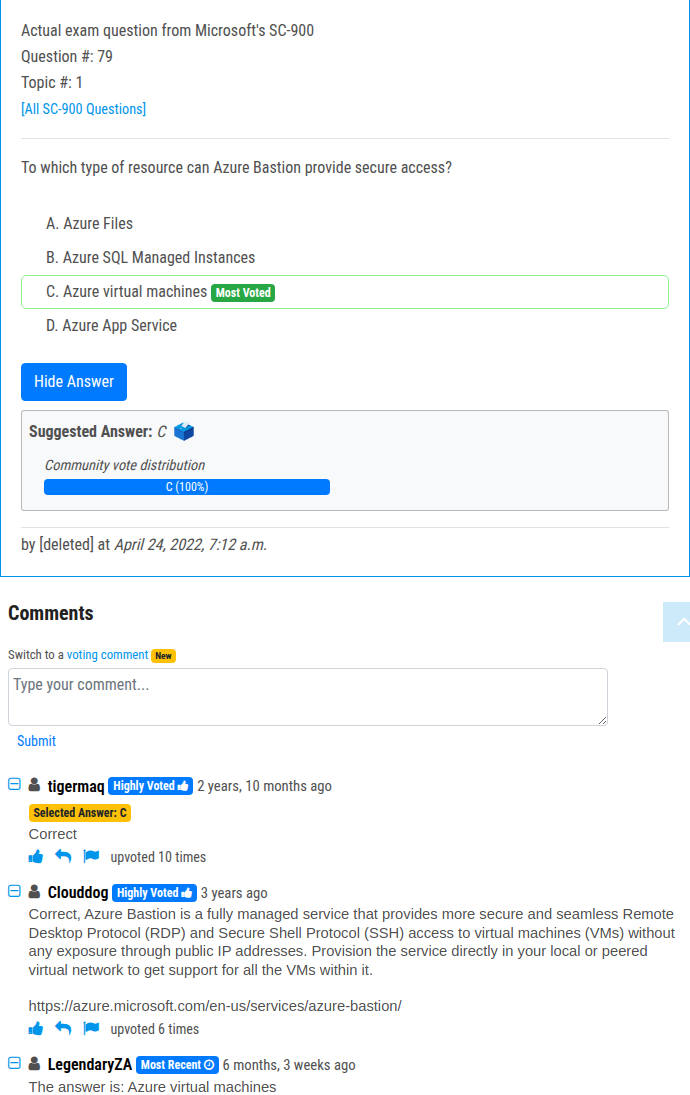 Actual exam question from Microsoft's SC-900
Question #: 79
Topic #: 1
[All SC-900 Questions]
To which type of resource can Azure Bastion provide secure access?
A. Azure Files
B. Azure SQL Managed Instances
C. Azure virtual machines Most Voted
D. Azure App Service
Hide Answer
Suggested Answer: C
Community vote distribution
C (100%)
by [deleted] at April 24, 2022, 7:12 a.m.
Comments
Switch to a voting comment New
Type your comment...
Submit
tigermaq Highly Voted 2 years, 10 months ago
Selected Answer: C
Correct
upvoted 10 times
Clouddog Highly Voted 3 years ago
Correct, Azure Bastion is a fully managed service that provides more secure and seamless Remote
Desktop Protocol (RDP) and Secure Shell Protocol (SSH) access to virtual machines (VMs) without
any exposure through public IP addresses. Provision the service directly in your local or peered
virtual network to get support for all the VMs within it.
https://azure.microsoft.com/en-us/services/azure-bastion/
upvoted 6 times
LegendaryZA Most Recent 6 months, 3 weeks ago
The answer is: Azure virtual machines